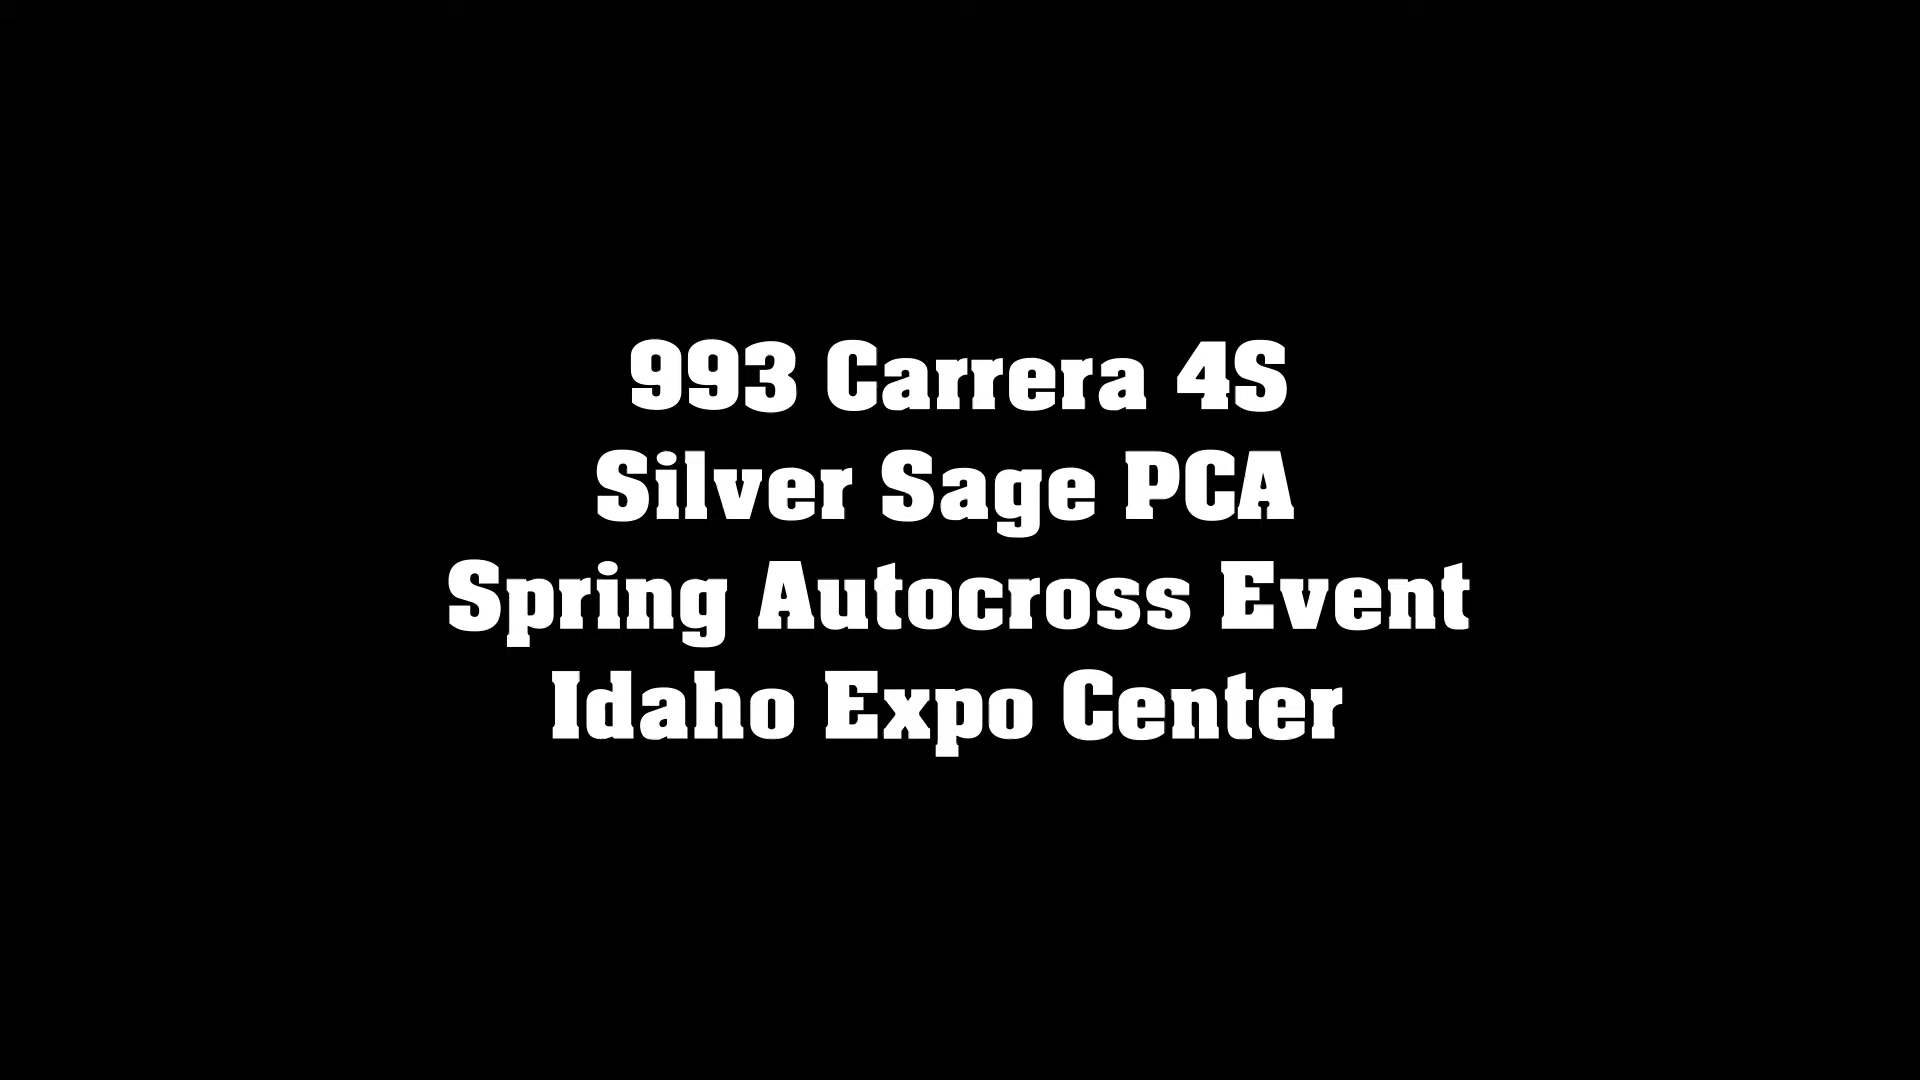 993 Carrera 4S
Silver Sage PCA
Spring Autocross Event
Idaho Expo Center